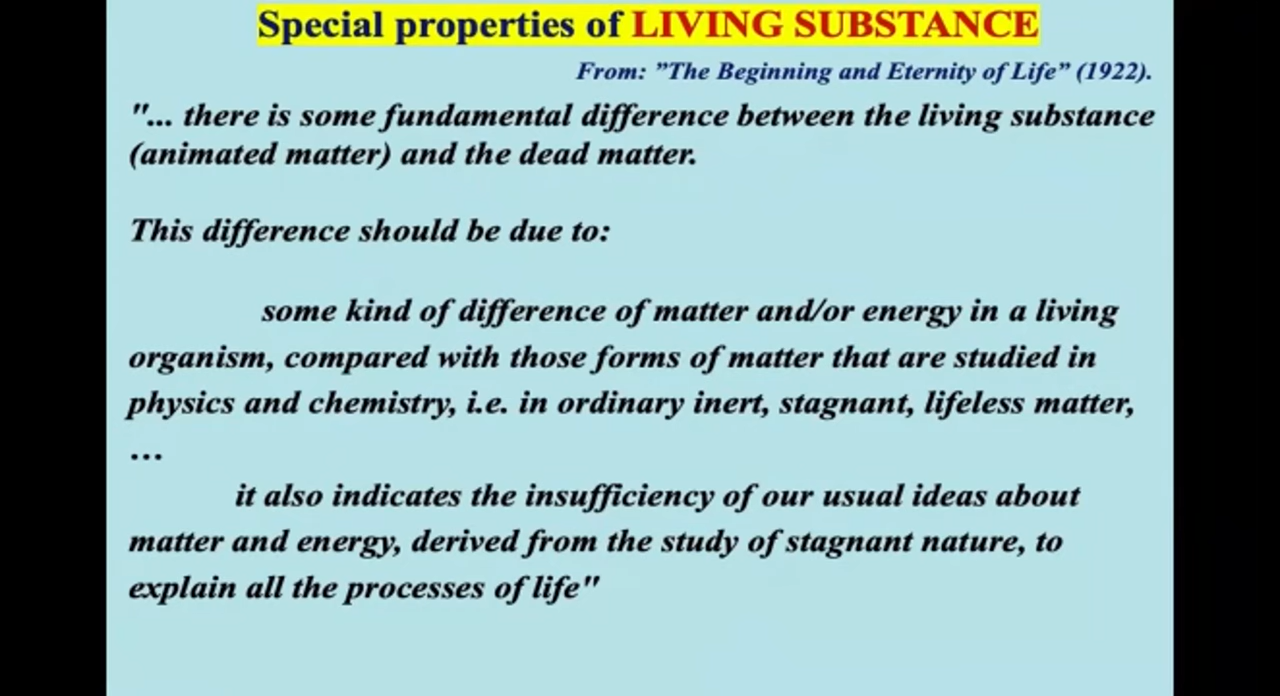 Special properties of LIVING SUBSTANCE
From: ”The Beginning and Eternity of Life” (1922).
"... there is some fundamental difference between the living substance
(animated matter) and the dead matter.
This difference should be due to:
some kind of difference of matter and/or energy in a living
organism, compared with those forms of matter that are studied in
physics and chemistry, i.e. in ordinary inert, stagnant, lifeless matter,
...
it also indicates the insufficiency of our usual ideas about
matter and energy, derived from the study of stagnant nature, to
explain all the processes of life"